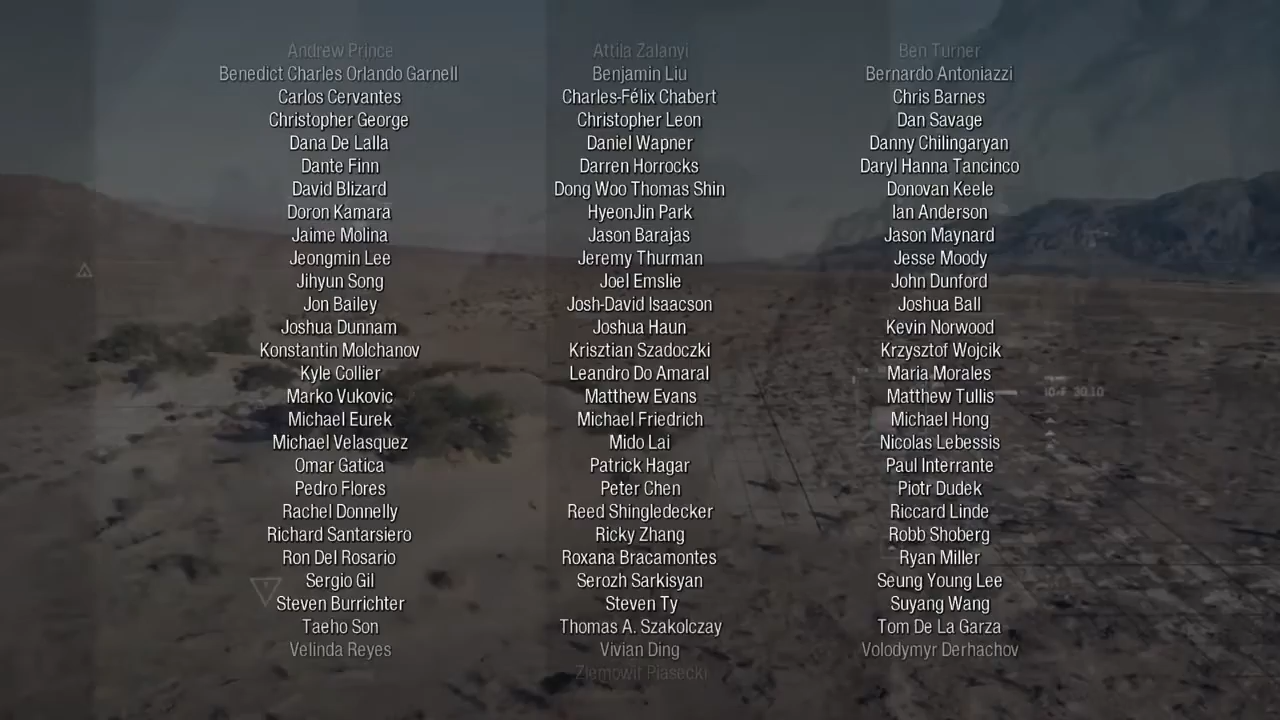 Andrew Prince Attila Zalanyi Ben Turner
Benedict Charles Orlando Garnell Benjamin Liu Bernardo Antoniazzi
Carlos Cervantes Charles-Félix Chabert Chris Barnes
Christopher George Christopher Leon Dan Savage
Dana De Lalla Daniel Wapner Danny Chilingaryan
Dante Finn Darren Horrocks Daryl Hanna Tancinco
David Blizard Dong Woo Thomas Shin Donovan Keele
Doron Kamara HyeonJin Park Ian Anderson
Jaime Molina Jason Barajas Jason Maynard
Jeongmin Lee Jeremy Thurman Jesse Moody
Jihyun Song Joel Emslie John Dunford
Jon Bailey Josh-David Isaacson Joshua Ball
Joshua Dunnam Joshua Haun Kevin Norwood
Konstantin Molchanov Krisztian Szadoczki Krzysztof Wojcik
Kyle Collier Leandro Do Amaral Maria Morales
Marko Vukovic Matthew Evans Matthew Tullis
Michael Eurek Michael Friedrich Michael Hong
Michael Velasquez Mido Lai Nicolas Lebessis
Omar Gatica Patrick Hagar Paul Interrante
Pedro Flores Peter Chen Piotr Dudek
Rachel Donnelly Reed Shingledecker Riccard Linde
Richard Santarsiero Ricky Zhang Robb Shoberg
Ron Del Rosario Roxana Bracamontes Ryan Miller
Sergio Gil Serozh Sarkisyan Seung Young Lee
Steven Burrichter Steven Ty Suyang Wang
Taeho Son Thomas A. Szakolczay Tom De La Garza
Velinda Reyes Vivian Ding Volodymyr Derhachov
Ziemowit Piasecki